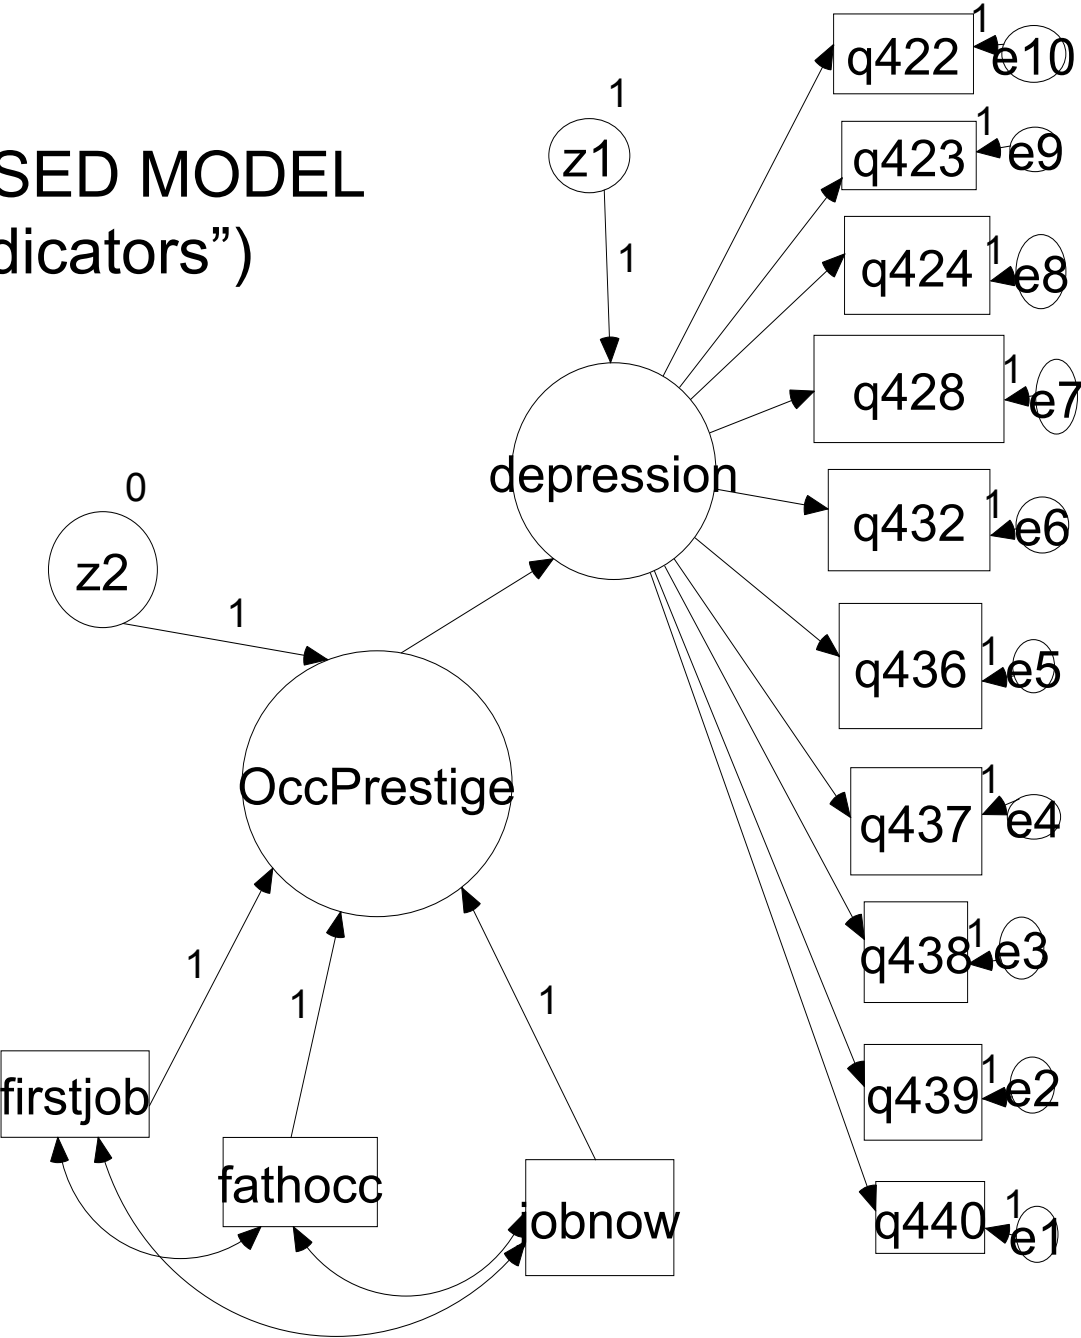 1
q422
e10
1
z1
1
q423
e9
SED MODEL
dicators”)
1
1
q424
e8
1
q428
e7
depression
0
1
q432
e6
z2
1
1
q436
e5
OccPrestige
1
q437
e4
1
q438
e3
1
1
1
firstjob
1
q439
e2
fathocc
jobnow
1
q440
e1